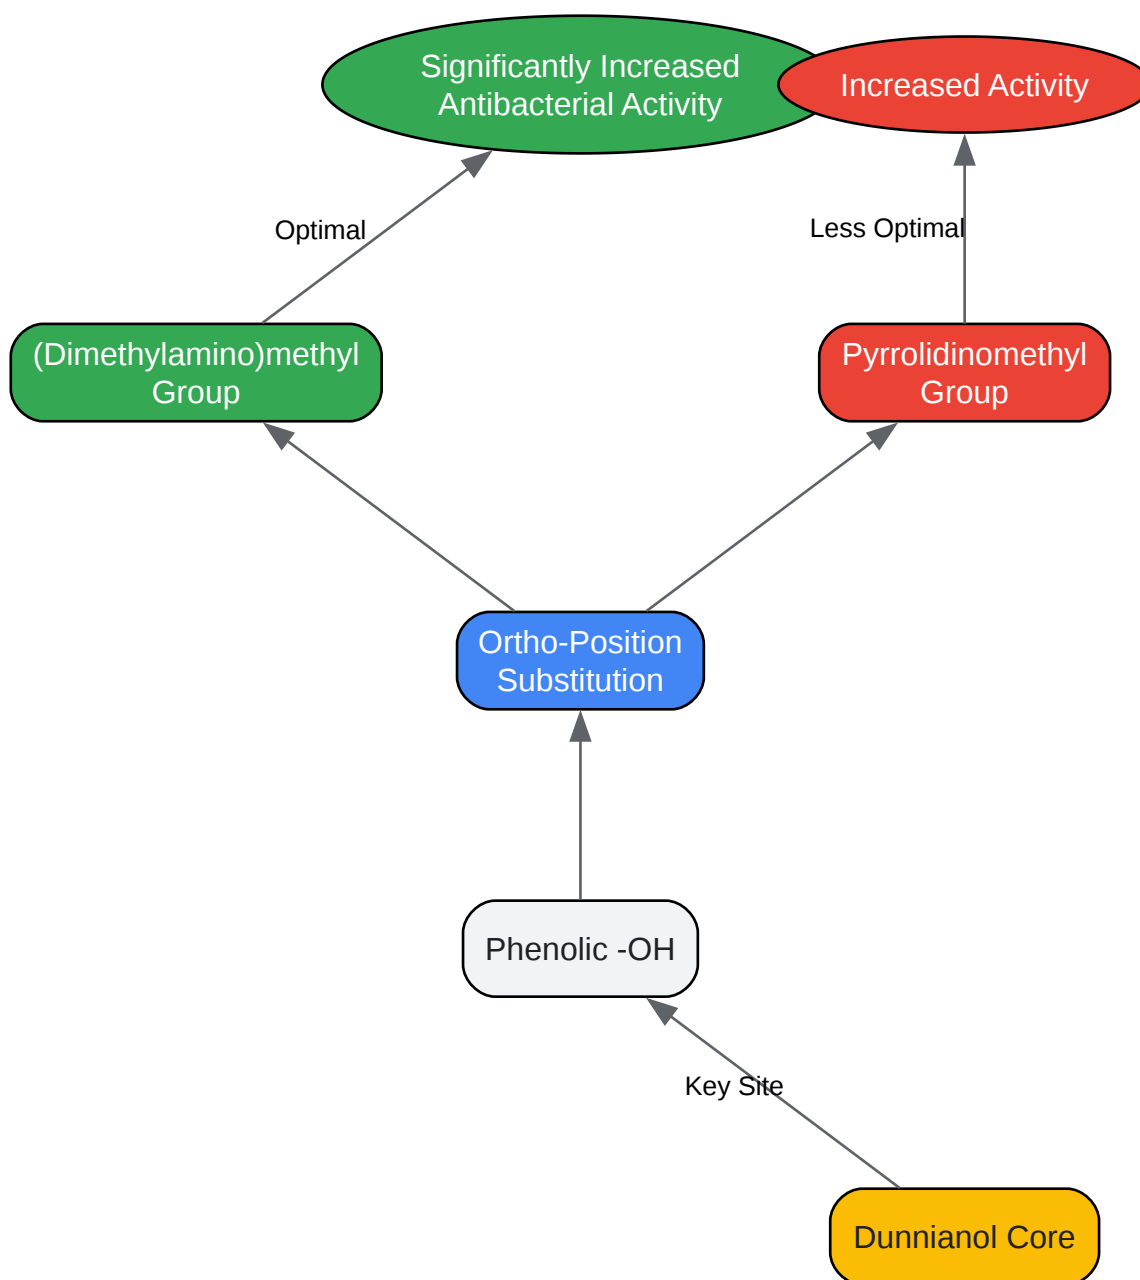 Significantly Increased
Antibacterial Activity
Increased Activity
Optimal
Less Optimal
(Dimethylamino)methyl
Group
Pyrrolidinomethyl
Group
Ortho-Position
Substitution
Phenolic -OH
Key Site
Dunnianol Core